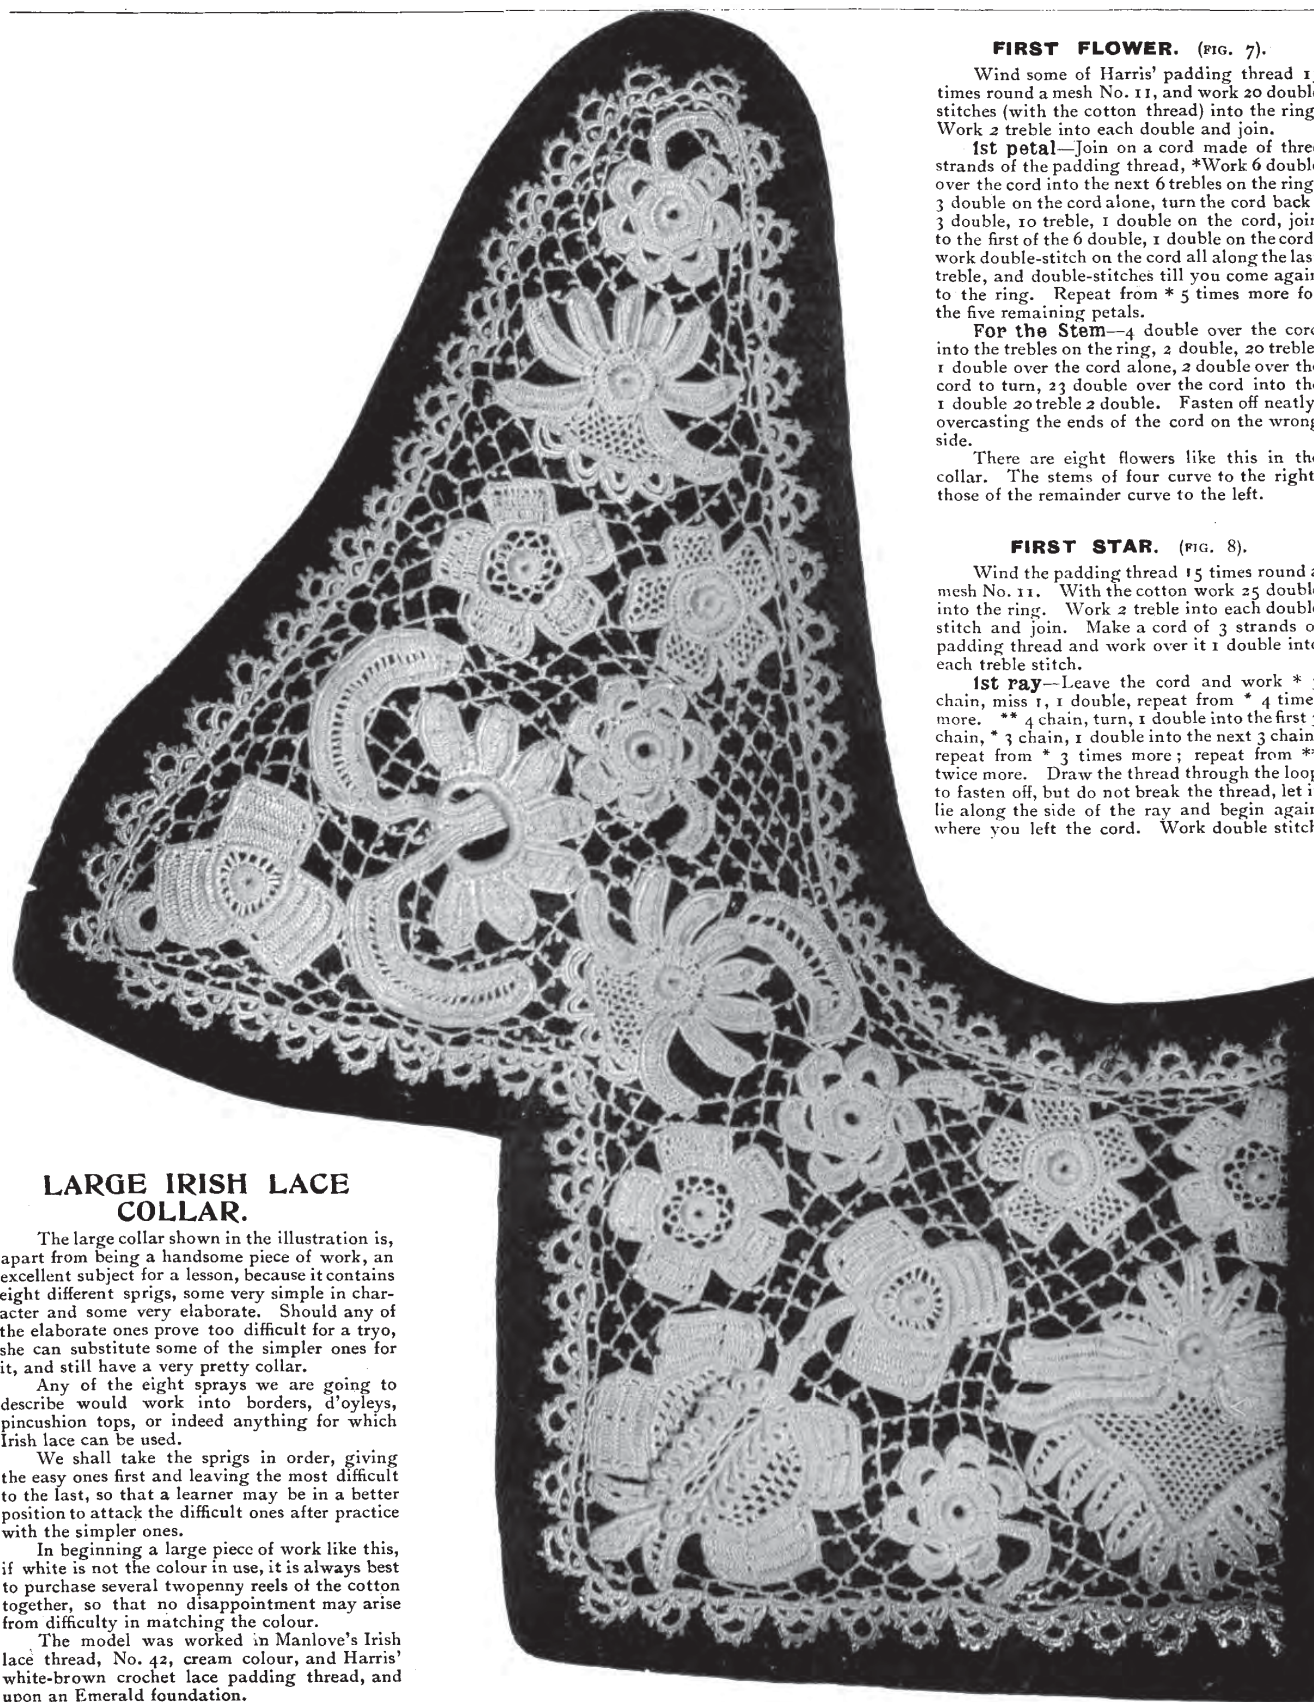 LARGE IRISH LACE
COLLAR.
The large collar shown in the illustration is,
apart from being a handsome piece of work, an
excellent subject for a lesson, because it contains
eight different sprigs, some very simple in char-
acter and some very elaborate. Should any of
the elaborate ones prove too difficult for a tryo,
she can substitute some of the simpler ones for
it, and still have a very pretty collar.
Any of the eight sprays we are going to
describe would work into borders, d'oyleys,
pincushion tops, or indeed anything for which
Irish lace can be used.
We shall take the sprigs in order, giving
the easy ones first and leaving the most difficult
to the last, so that a learner may be in a better
position to attack the difficult ones after practice
with the simpler ones.
In beginning a large piece of work like this,
if white is not the colour in use, it is always best
to purchase several twopenny reels of the cotton
together, so that no disappointment may arise
from difficulty in matching the colour.
The model was worked in Manlove's Irish
lace thread, No. 42, cream colour, and Harris'
white-brown crochet lace padding thread, and
upon an Emerald foundation.
FIRST FLOWER. (FIG. 7).
Wind some of Harris' padding thread
times round a mesh No. 11, and work 20 doubl
stitches (with the cotton thread) into the ring
Work 2 treble into each double and join.
1st petal—Join on a cord made of thre
strands of the padding thread, *Work 6 doubl
over the cord into the next 6 trebles on the ring
3 double on the cord alone, turn the cord back
3 double, 10 treble, 1 double on the cord, join
to the first of the 6 double, 1 double on the cord
work double-stitch on the cord all along the las
treble, and double-stitches till you come again
to the ring. Repeat from * 5 times more fo
the five remaining petals.
For the Stem—4 double over the cord
into the trebles on the ring, 2 double, 20 treble
1 double over the cord alone, 2 double over th
cord to turn, 23 double over the cord into th
1 double 20 treble 2 double. Fasten off neatly
overcasting the ends of the cord on the wrong
side.
There are eight flowers like this in th
collar. The stems of four curve to the right
those of the remainder curve to the left.
FIRST STAR. (FIG. 8).
Wind the padding thread 15 times round a
mesh No. 11. With the cotton work 25 doubl
into the ring. Work 2 treble into each doubl
stitch and join. Make a cord of 3 strands o
padding thread and work over it 1 double int
each treble stitch.
1st ray—Leave the cord and work *
chain, miss 1, 1 double, repeat from * 4 time
more. ** 4 chain, turn, 1 double into the first
chain, * 3 chain, 1 double into the next 3 chain
repeat from * 3 times more; repeat from **
twice more. Draw the thread through the loop
to fasten off, but do not break the thread, let i
lie along the side of the ray and begin again
where you left the cord. Work double stitch